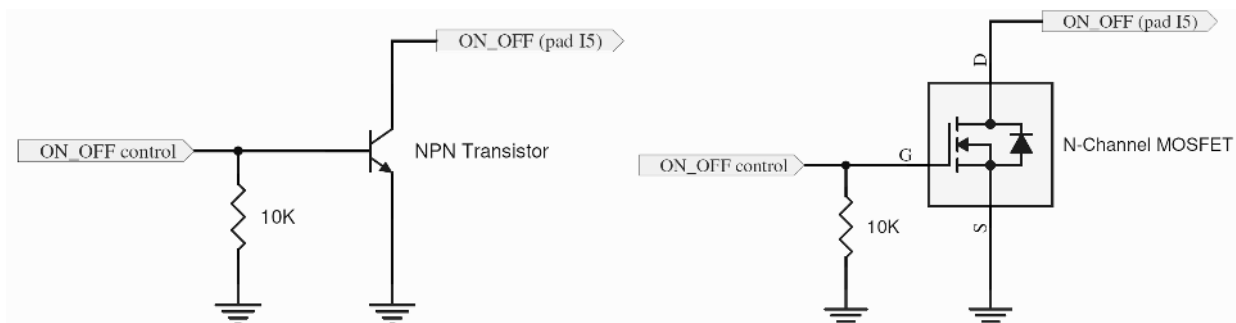 ON_OFF (pad I5)
ON_OFF control
NPN Transistor
10K
ON_OFF (pad I5)
D
N-Channel MOSFET
G
ON_OFF control
10K
S